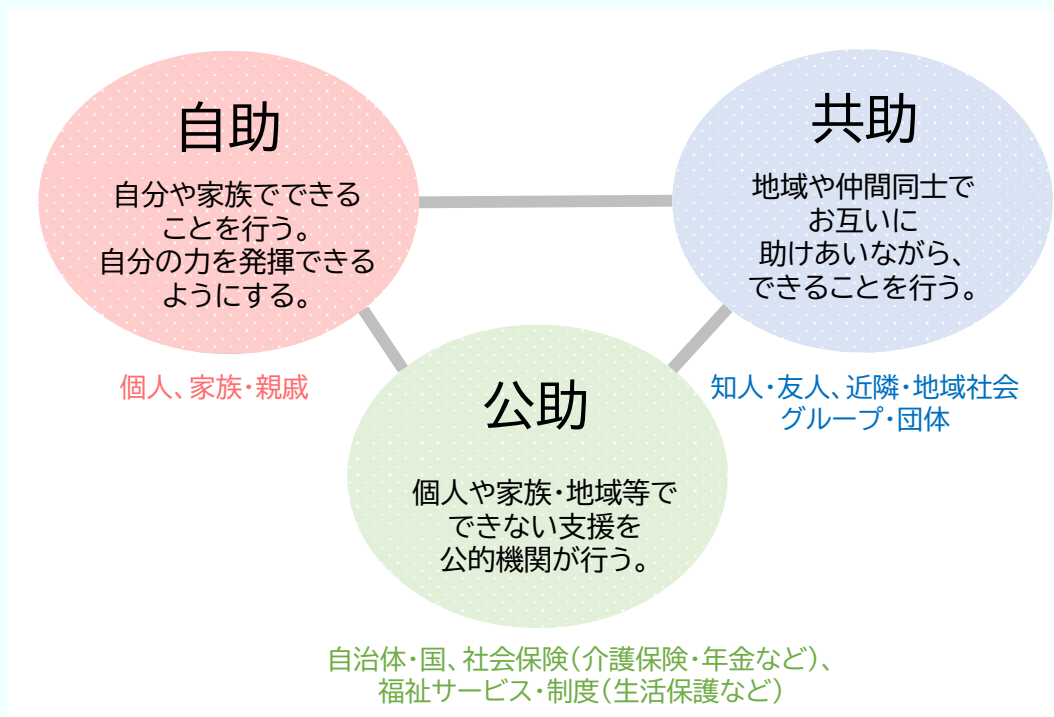 自助
自分や家族でできる
ことを行う。
自分の力を発揮できる
ようにする。
個人、家族・親戚
共助
地域や仲間同士で
お互いに
助けあいながら、
できることを行う。
知人・友人、近隣・地域社会
グループ・団体
公助
個人や家族・地域等で
できない支援を
公的機関が行う。
自治体・国、社会保険(介護保険・年金など)、
福祉サービス・制度(生活保護など)